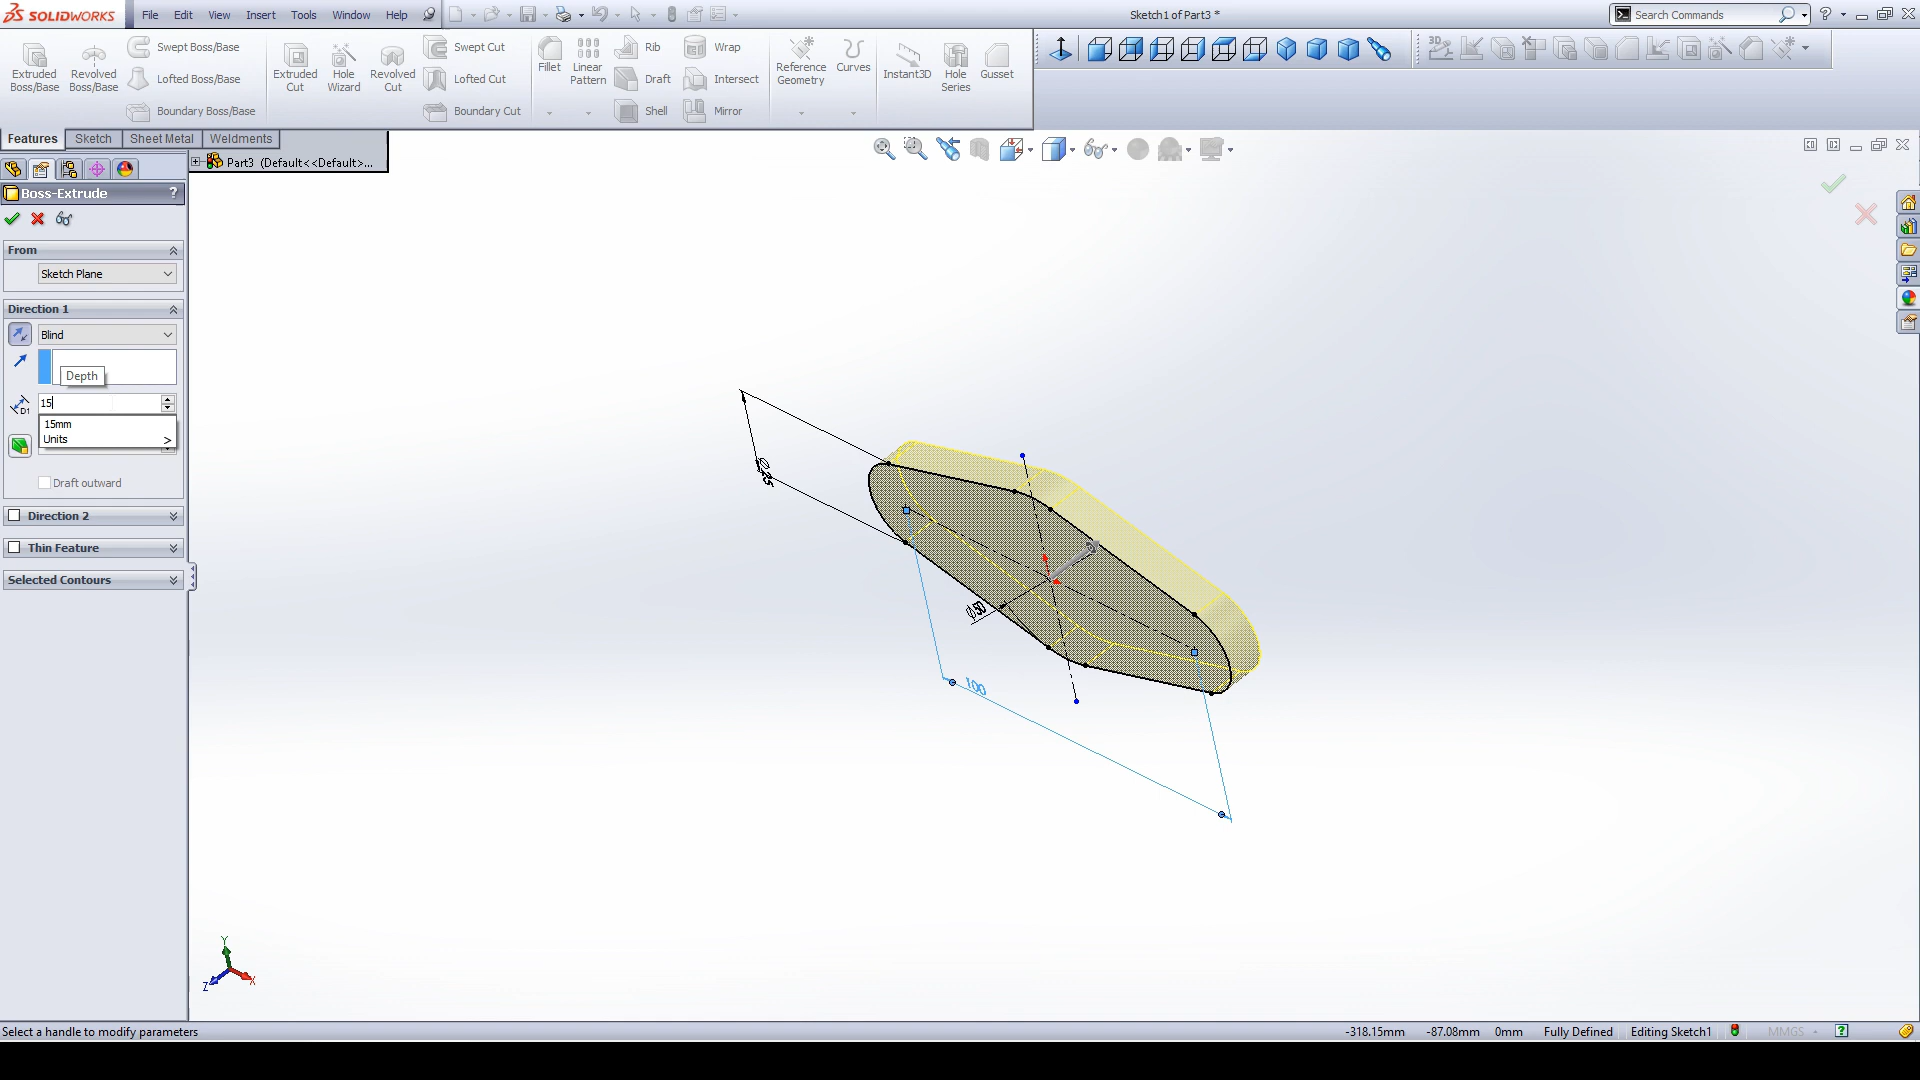 SOLIDWORKS File Edit View Insert Tools Window Help Sketch1 of Part3 * Search Commands ?
Extruded Boss/Base
Revolved Boss/Base
Swept Boss/Base
Lofted Boss/Base
Boundary Boss/Base
Extruded Cut
Hole Wizard
Revolved Cut
Swept Cut
Lofted Cut
Boundary Cut
Fillet
Linear Pattern
Rib
Draft
Shell
Wrap
Intersect
Mirror
Reference Geometry
Curves
Instant3D
Hole Series
Gusset
3D
Features Sketch Sheet Metal Weldments
Part3 (Default<<Default>...
Boss-Extrude ?
From
Sketch Plane
Direction 1
Blind
Depth
D1
15
15mm
Units >
Draft outward
Direction 2
Thin Feature
Selected Contours
∅25
∅50
100
Y
Z
X
Select a handle to modify parameters -318.15mm -87.08mm 0mm Fully Defined Editing Sketch1 MMGS ?